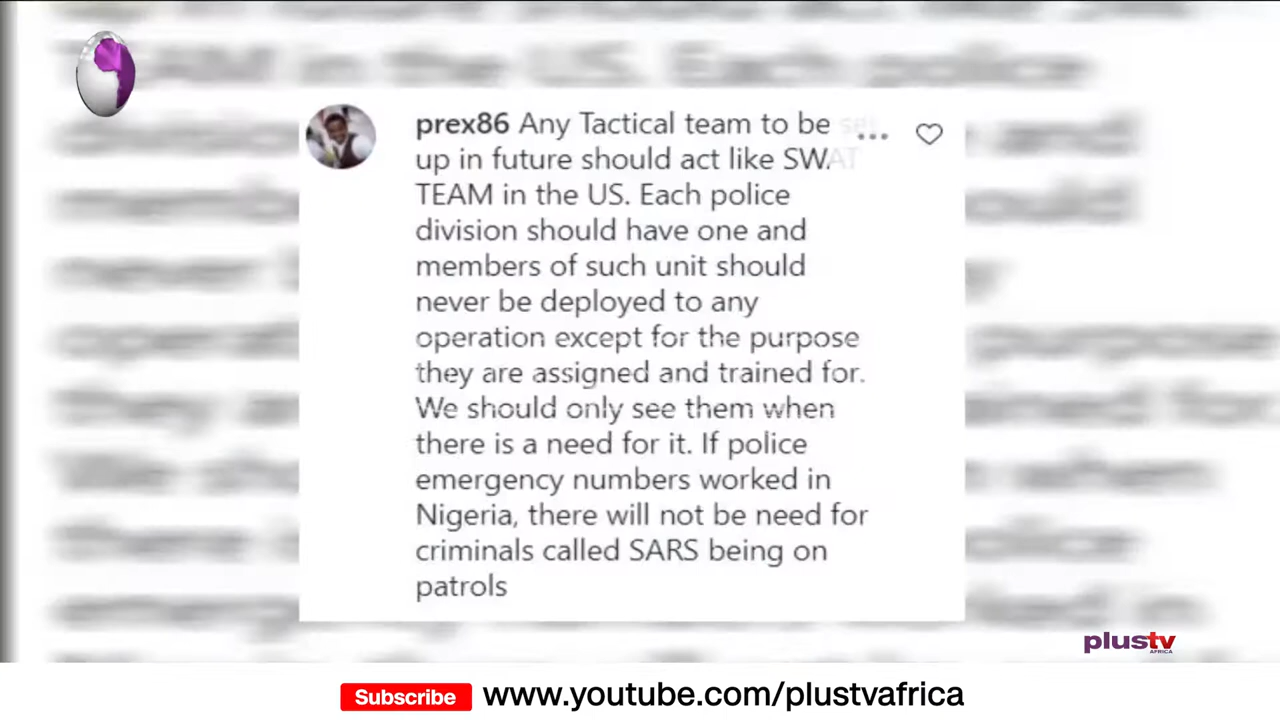 prex86 Any Tactical team to be set
up in future should act like SWAT
TEAM in the US. Each police
division should have one and
members of such unit should
never be deployed to any
operation except for the purpose
they are assigned and trained for.
We should only see them when
there is a need for it. If police
emergency numbers worked in
Nigeria, there will not be need for
criminals called SARS being on
patrols
plustv
AFRICA
Subscribe www.youtube.com/plustvafrica